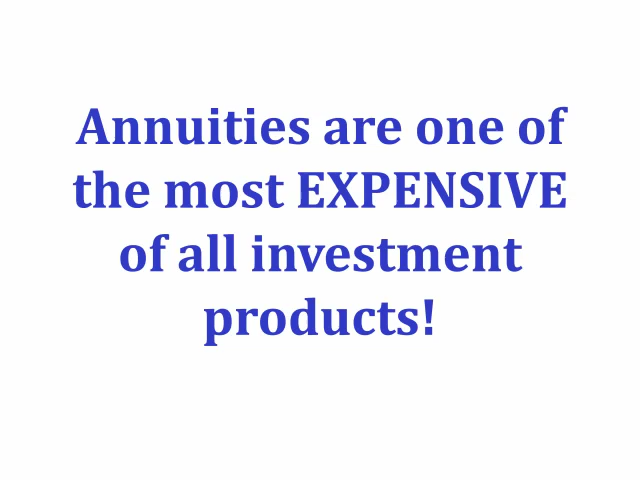 Annuities are one of
the most EXPENSIVE
of all investment
products!